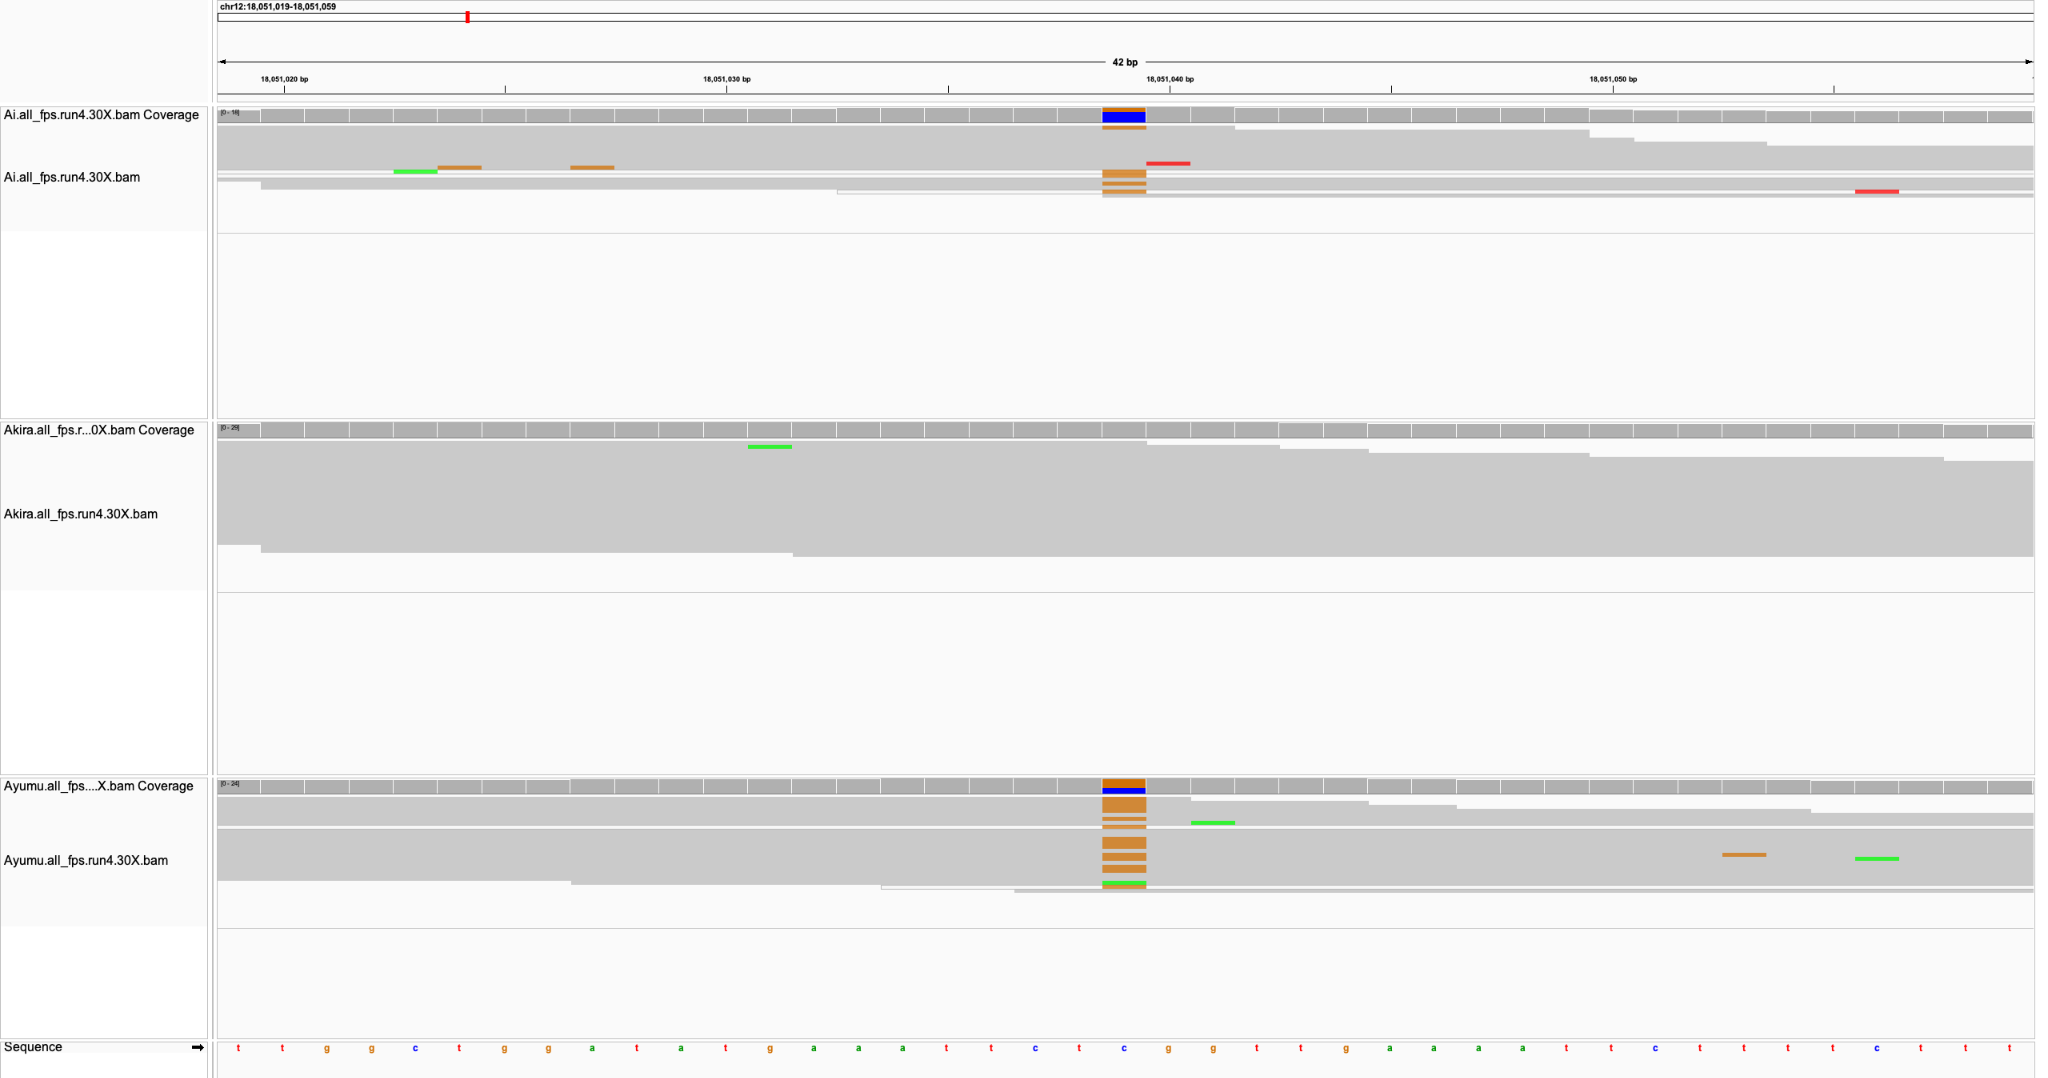 chr12:18,051,019-18,051,059
42 bp
18,051,020 bp 18,051,030 bp 18,051,040 bp 18,051,050 bp
Ai.all_fps.run4.30X.bam Coverage
[0 - 16]
Ai.all_fps.run4.30X.bam
Akira.all_fps.r...0X.bam Coverage
[0 - 29]
Akira.all_fps.run4.30X.bam
Ayumu.all_fps....X.bam Coverage
[0 - 24]
Ayumu.all_fps.run4.30X.bam
Sequence t t g g c t g g a t a t g a a a t t c t c g g t t g a a a a t t c t t t t c t t t